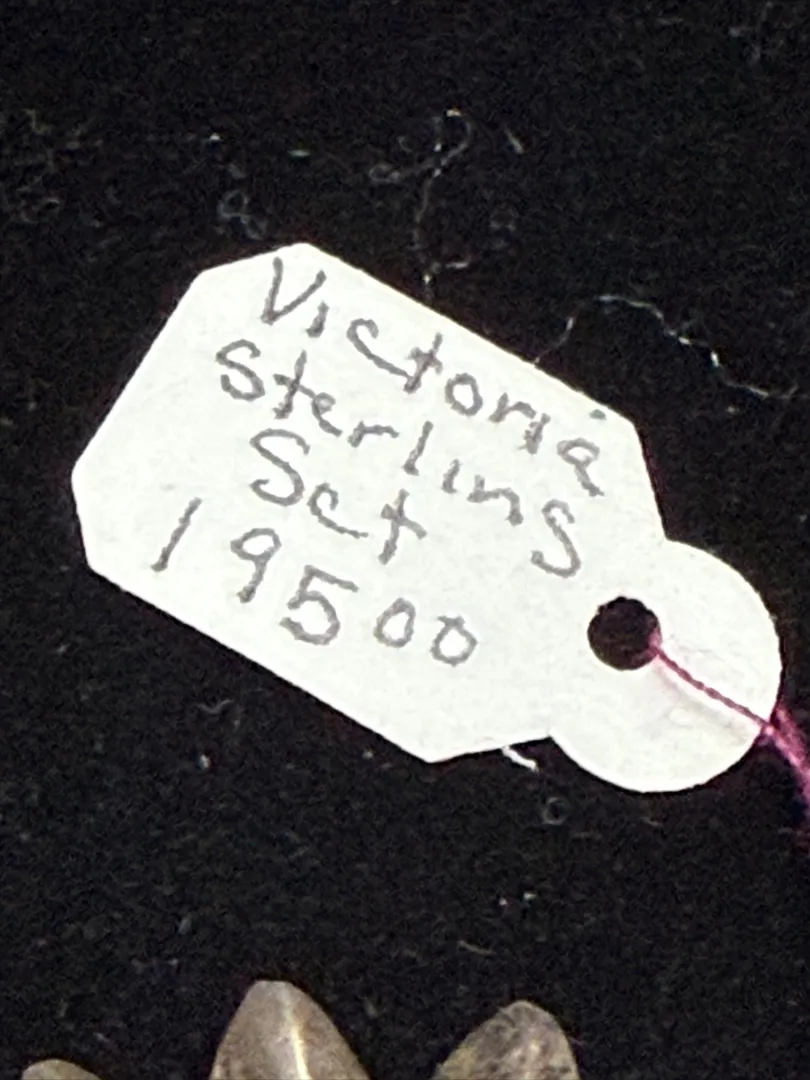 Victoria
Sterling
Set
19500